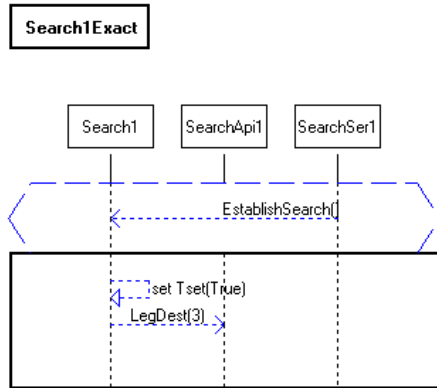 Search1Exact
Search1 SearchApi1 SearchSer1
EstablishSearch()
set Tset(True)
LegDest(3)